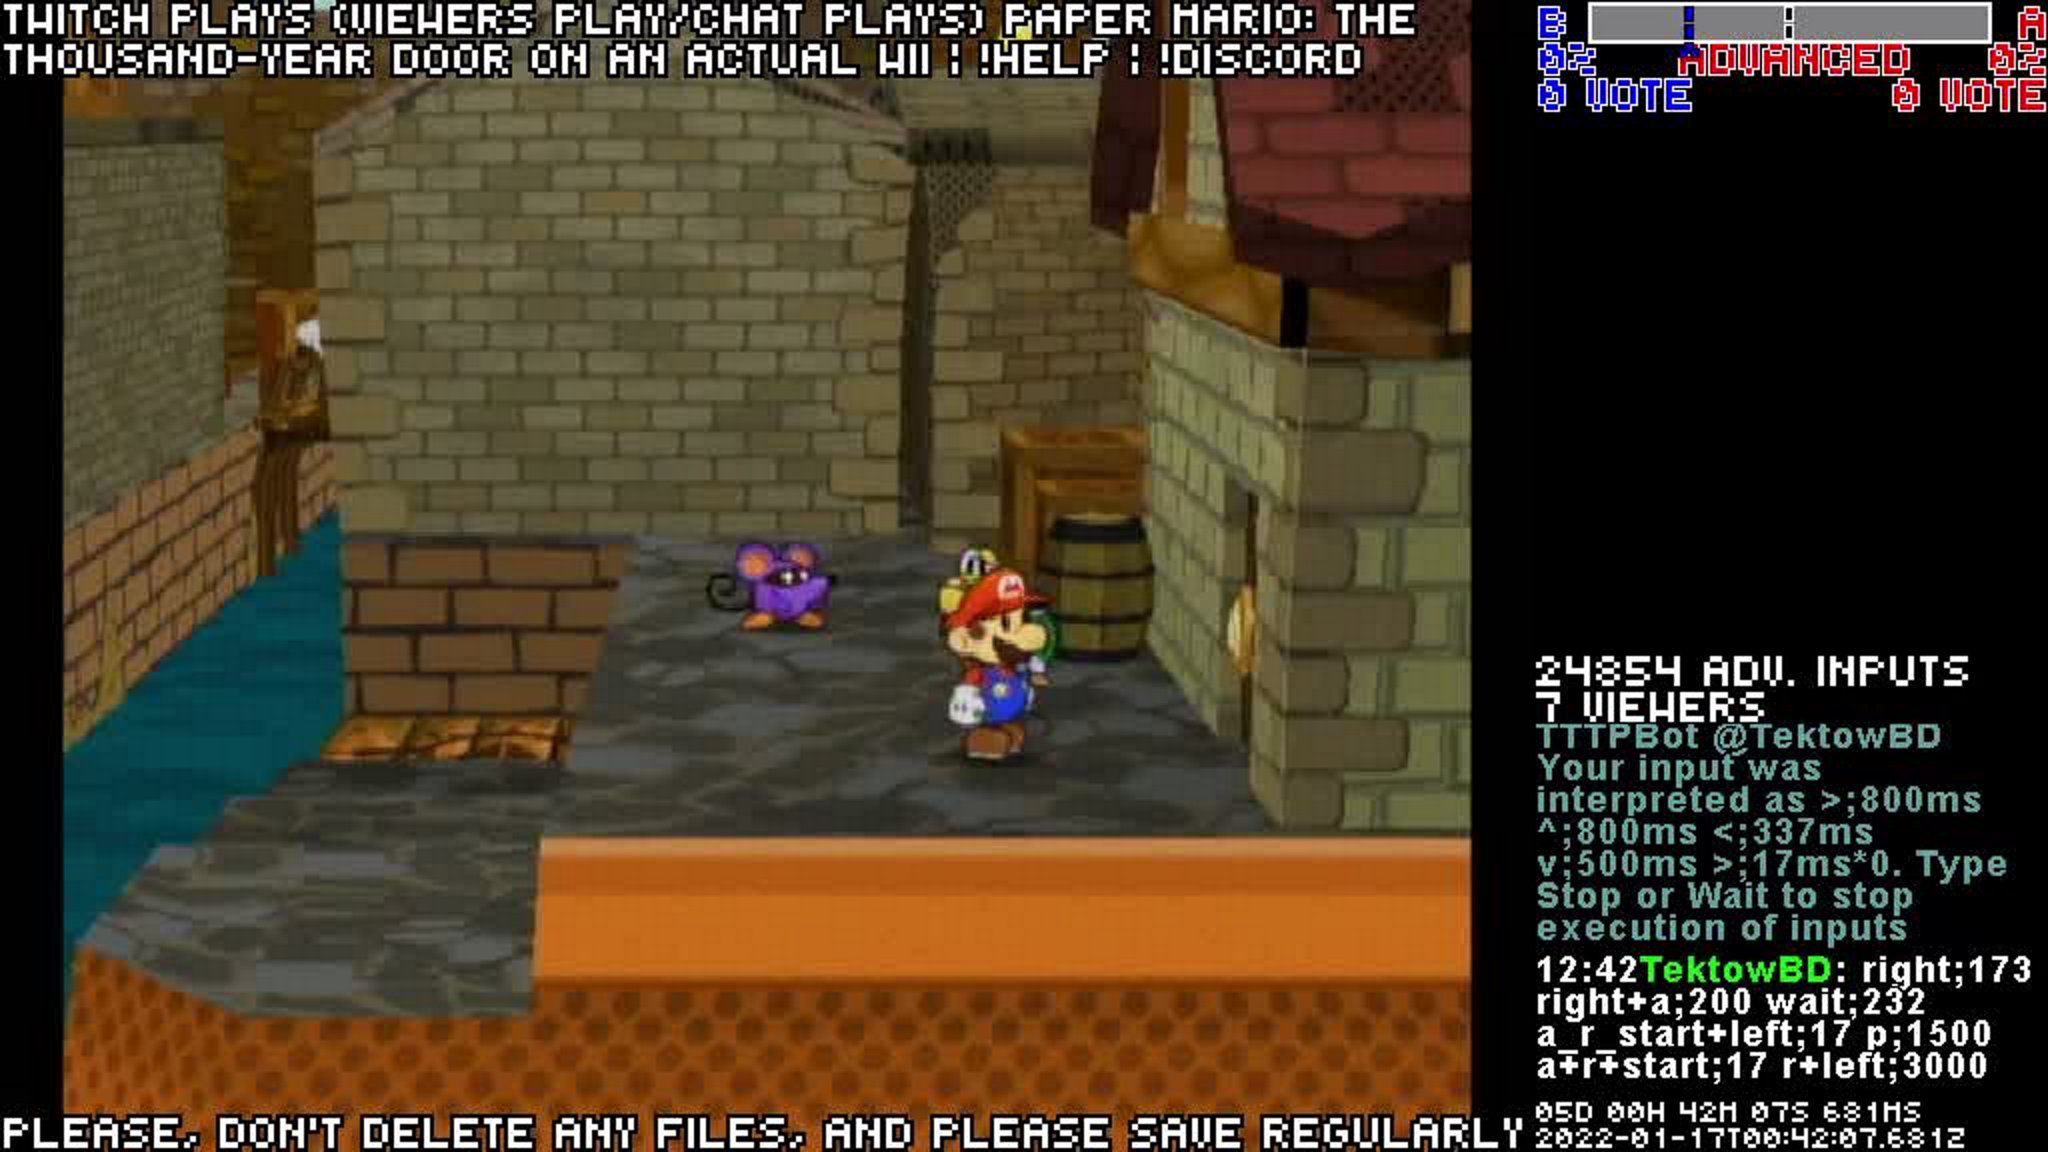 TWITCH PLAYS (VIEWERS PLAY/CHAT PLAYS) PAPER MARIO: THE
THOUSAND-YEAR DOOR ON AN ACTUAL WII ¦ !HELP ¦ !DISCORD
B A
0% ADVANCED 0%
0 VOTE 0 VOTE
24854 ADV. INPUTS
7 VIEWERS
TTTPBot @TektowBD
Your input was
interpreted as >;800ms
^;800ms <;337ms
v;500ms >;17ms*0. Type
Stop or Wait to stop
execution of inputs
12:42TektowBD: right;173
right+a;200 wait;232
a_r_start+left;17 p;1500
a+r+start;17 r+left;3000
05D 00H 42M 07S 681MS
2022-01-17T00:42:07.681Z
PLEASE, DON'T DELETE ANY FILES, AND PLEASE SAVE REGULARLY